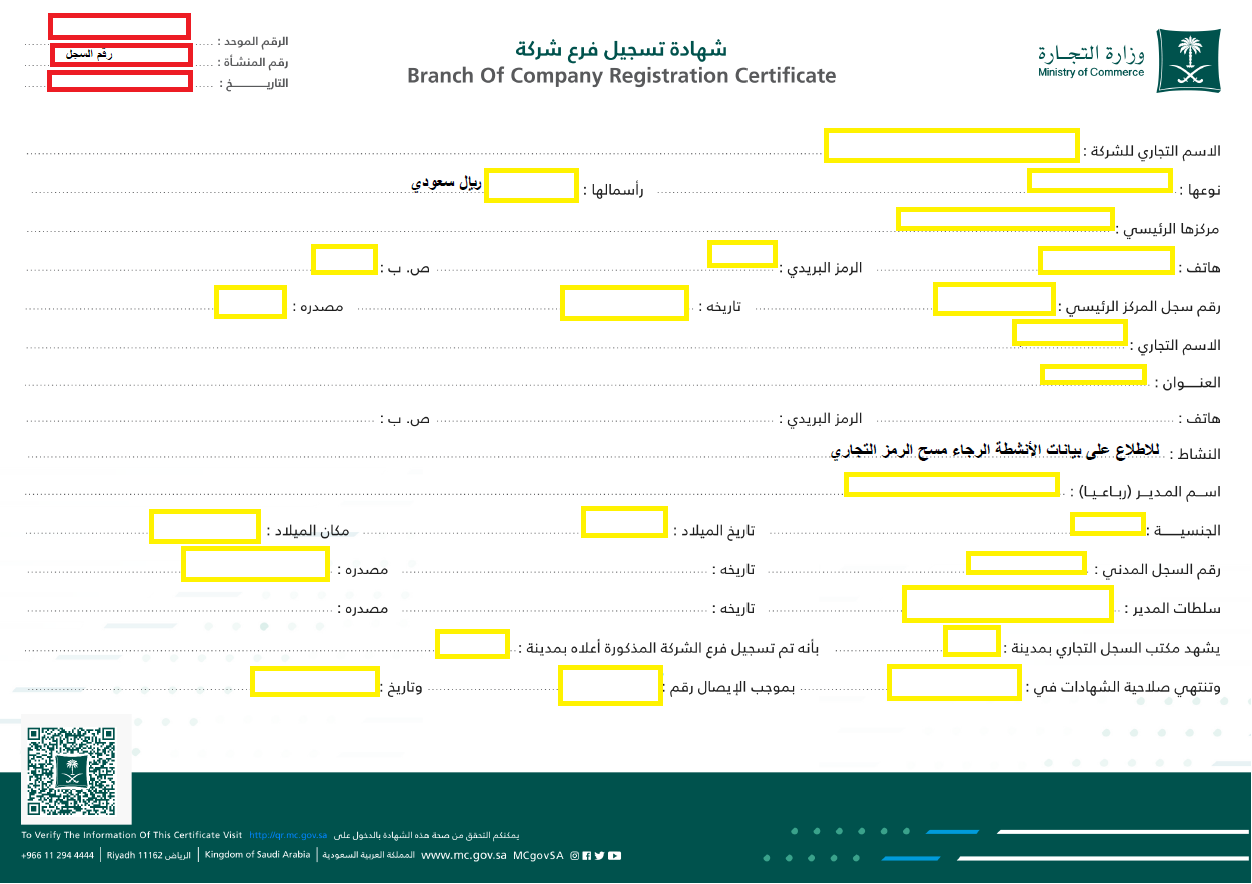 وزارة التجارة
Ministry of Commerce
شهادة تسجيل فرع شركة
Branch Of Company Registration Certificate
الرقم الموحد :
رقم المنشأة : رقم السجل
التاريـــــــــــخ :
الاسم التجاري للشركة :
نوعها : رأسمالها : ريال سعودي
مركزها الرئيسي :
هاتف : الرمز البريدي : ص. ب :
رقم سجل المركز الرئيسي : تاريخه : مصدره :
الاسم التجاري :
العنــــوان :
هاتف : الرمز البريدي : ص. ب :
النشاط : للاطلاع على بيانات الأنشطة الرجاء مسح الرمز التجاري
اسـم المـديـر (رباعـيـا) :
الجنسيـــــة : تاريخ الميلاد : مكان الميلاد :
رقم السجل المدني : تاريخه : مصدره :
سلطات المدير : تاريخه : مصدره :
يشهد مكتب السجل التجاري بمدينة : بأنه تم تسجيل فرع الشركة المذكورة أعلاه بمدينة :
وتنتهي صلاحية الشهادات في : بموجب الإيصال رقم : وتاريخ :
To Verify The Information Of This Certificate Visit http://qr.mc.gov.sa يمكنكم التحقق من صحة هذه الشهادة بالدخول على
+966 11 294 4444 | Riyadh 11162 الرياض | Kingdom of Saudi Arabia | المملكة العربية السعودية www.mc.gov.sa MCgovSA